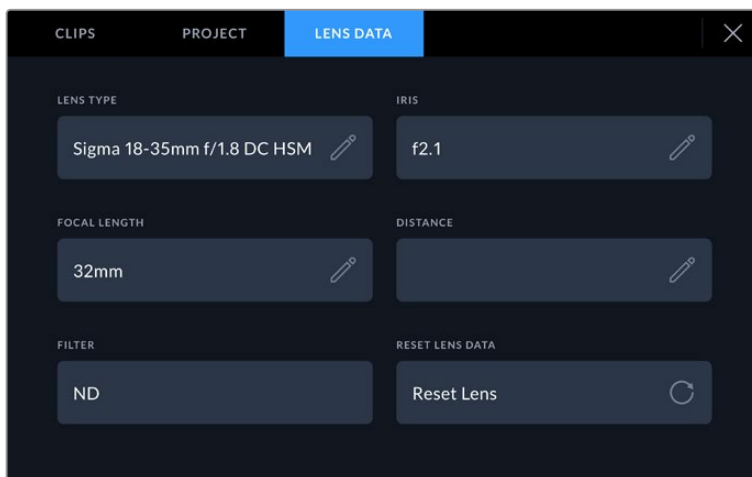 CLIPS PROJECT LENS DATA
LENS TYPE IRIS
Sigma 18-35mm f/1.8 DC HSM f2.1
FOCAL LENGTH DISTANCE
32mm
FILTER RESET LENS DATA
ND Reset Lens